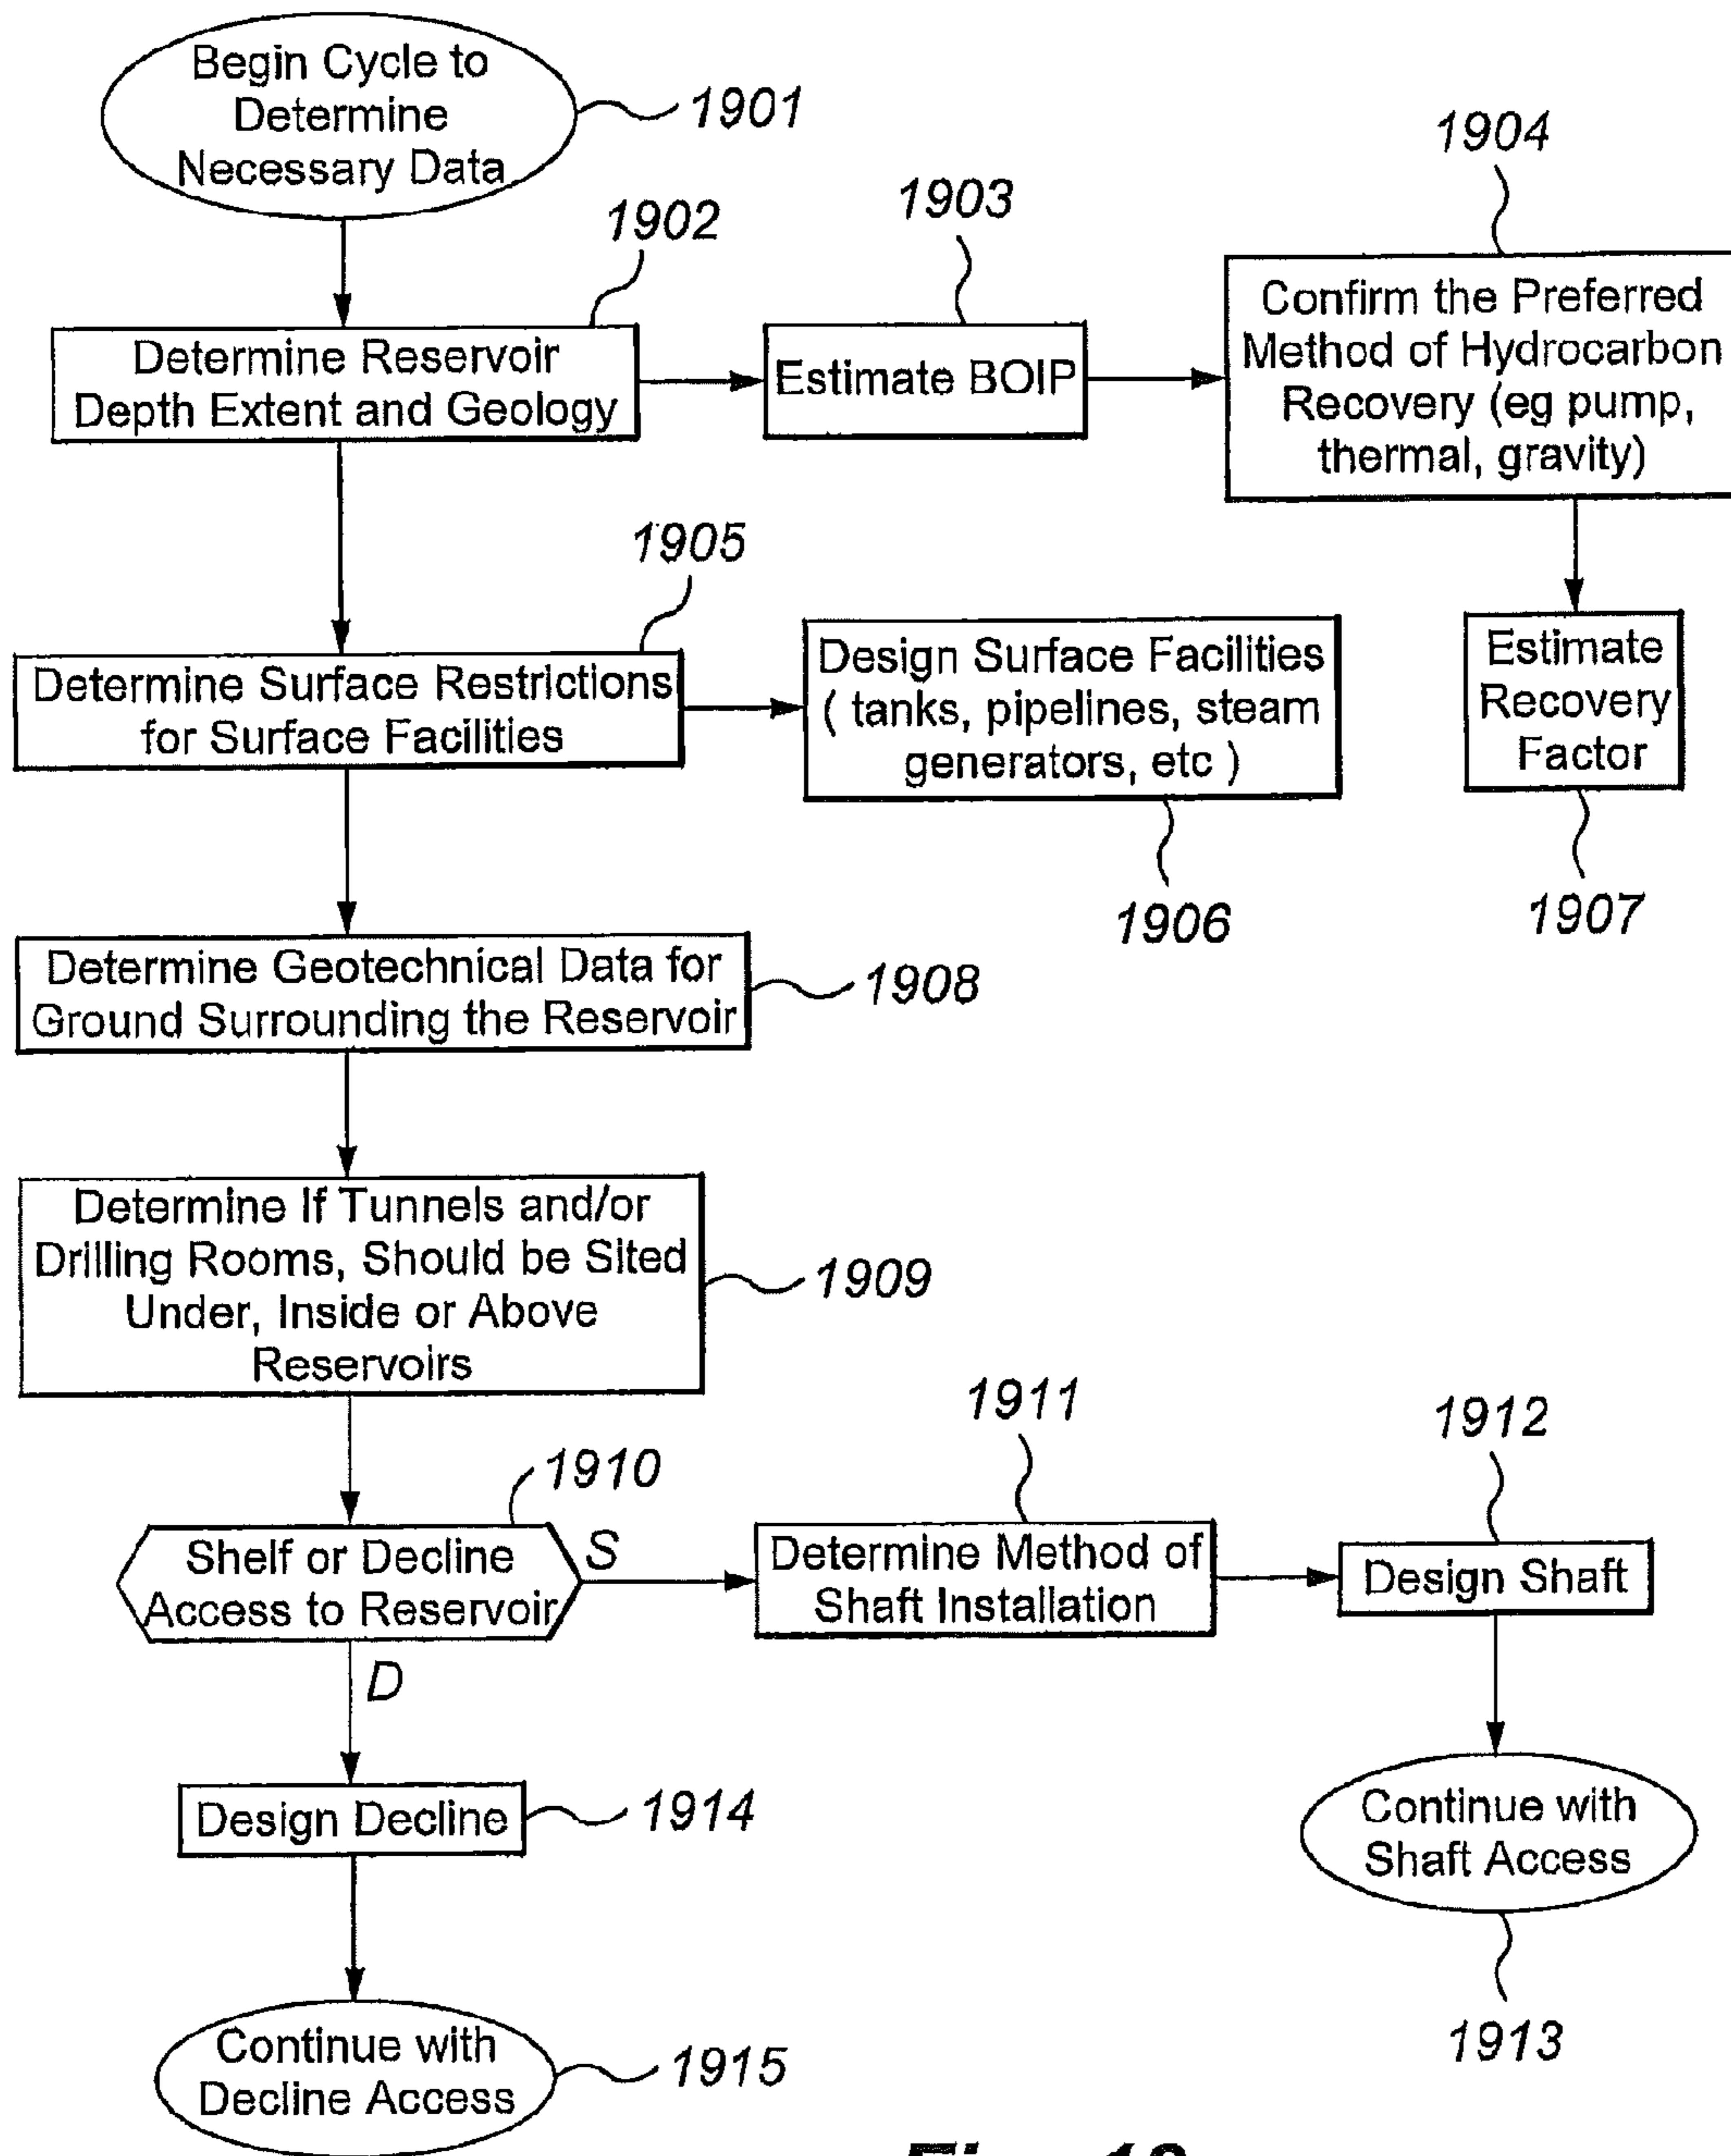 Begin Cycle to
Determine
Necessary Data
1901
1902
Determine Reservoir
Depth Extent and Geology
1903
Estimate BOIP
1904
Confirm the Preferred
Method of Hydrocarbon
Recovery (eg pump,
thermal, gravity)
1905
Determine Surface Restrictions
for Surface Facilities
Design Surface Facilities
( tanks, pipelines, steam
generators, etc )
1906
Estimate
Recovery
Factor
1907
Determine Geotechnical Data for
Ground Surrounding the Reservoir
1908
Determine If Tunnels and/or
Drilling Rooms, Should be Sited
Under, Inside or Above
Reservoirs
1909
1910
Shelf or Decline
Access to Reservoir
S
D
1911
Determine Method of
Shaft Installation
1912
Design Shaft
Continue with
Shaft Access
1913
Design Decline
1914
Continue with
Decline Access
1915